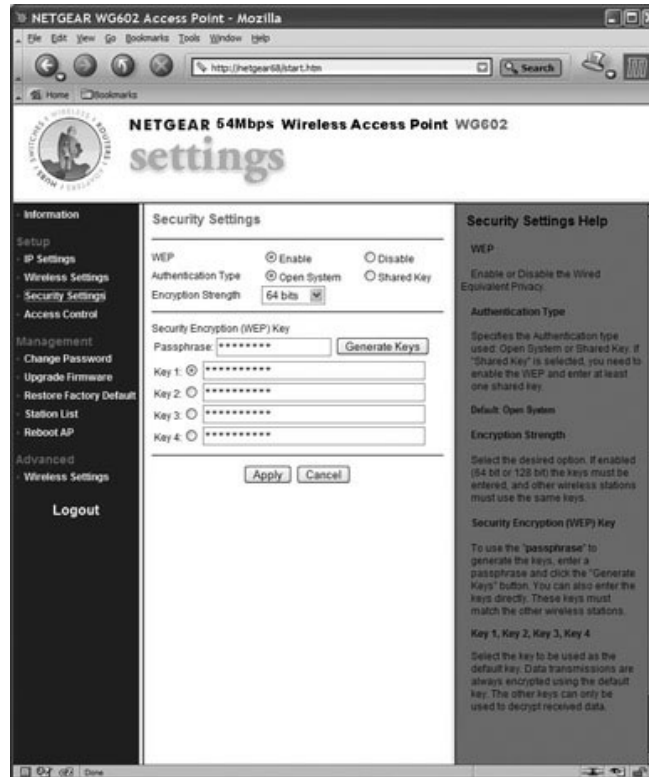 NETGEAR WG602 Access Point - Mozilla
File Edit View Go Bookmarks Tools Window Help
http://netgear68/start.htm
Search
Home Bookmarks
SWITCHES WIRELESS ROUTERS ADAPTERS HUBS
NETGEAR 54Mbps Wireless Access Point WG602
settings
Information
Setup
IP Settings
Wireless Settings
Security Settings
Access Control
Management
Change Password
Upgrade Firmware
Restore Factory Default
Station List
Reboot AP
Advanced
Wireless Settings
Logout
Security Settings
WEP Enable Disable
Authentication Type Open System Shared Key
Encryption Strength 64 bits
Security Encryption (WEP) Key
Passphrase: ******** Generate Keys
Key 1: **********
Key 2: **********
Key 3: **********
Key 4: **********
Apply Cancel
Security Settings Help
WEP
Enable or Disable the Wired
Equivalent Privacy.
Authentication Type
Specifies the Authentication type
used: Open System or Shared Key. If
"Shared Key" is selected, you need to
enable the WEP and enter at least
one shared key.
Default: Open System
Encryption Strength
Select the desired option. If enabled
(64 bit or 128 bit) the keys must be
entered, and other wireless stations
must use the same keys.
Security Encryption (WEP) Key
To use the "passphrase" to
generate the keys, enter a
passphrase and click the "Generate
Keys" button. You can also enter the
keys directly. These keys must
match the other wireless stations.
Key 1, Key 2, Key 3, Key 4
Select the key to be used as the
default key. Data transmissions are
always encrypted using the default
key. The other keys can only be
used to decrypt received data.
Done